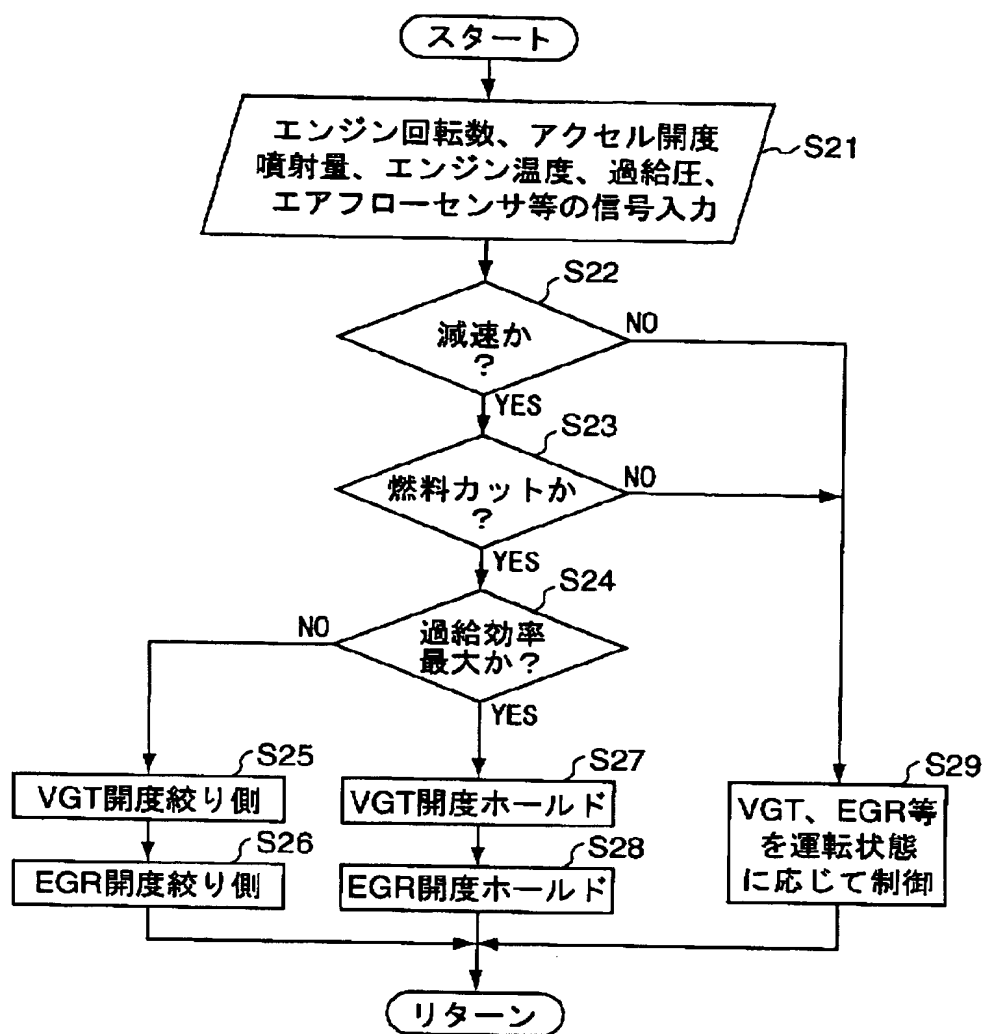 スタート
エンジン回転数、アクセル開度
噴射量、エンジン温度、過給圧、
エアフローセンサ等の信号入力
S21
S22
減速か
?
NO
YES
S23
燃料カットか
?
NO
YES
S24
過給効率
最大か?
NO
YES
S25
VGT開度絞り側
S26
EGR開度絞り側
S27
VGT開度ホールド
S28
EGR開度ホールド
S29
VGT、EGR等
を運転状態
に応じて制御
リターン